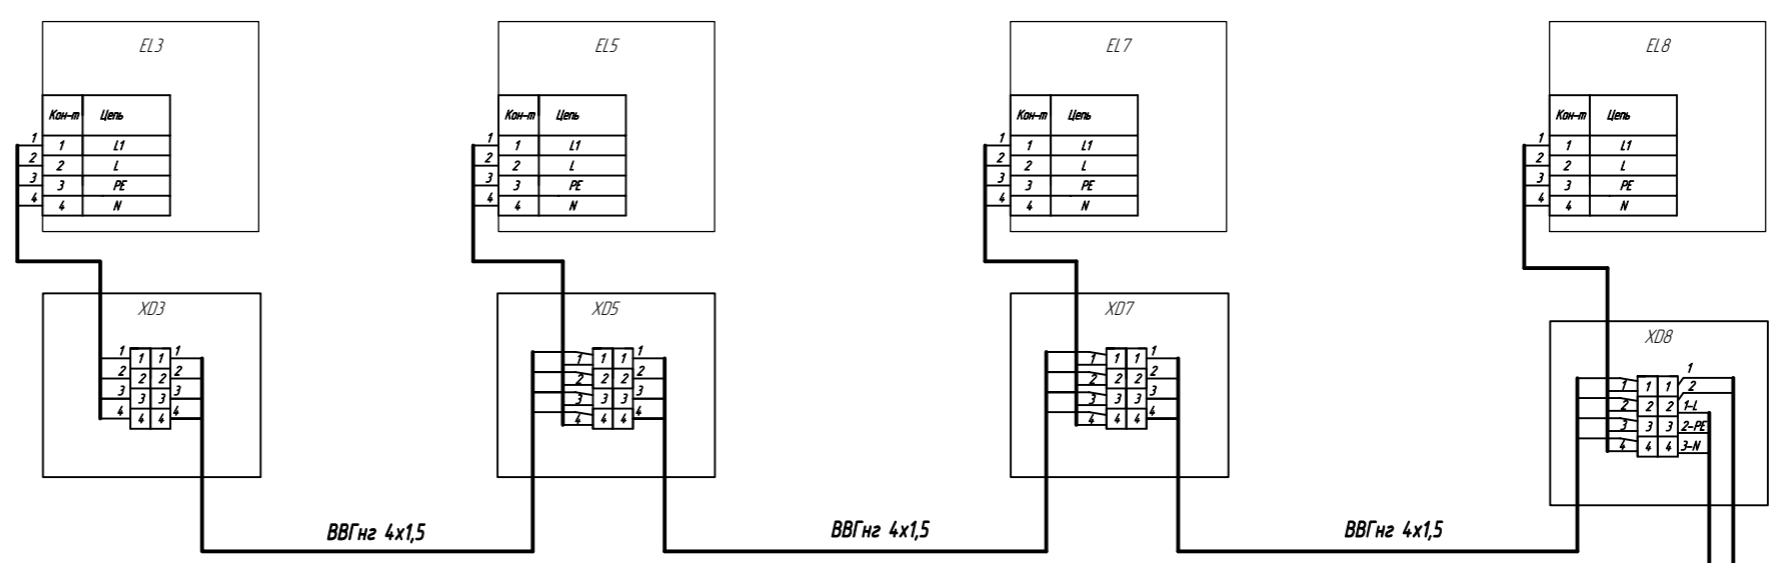 EL3
Кон-т Цепь
1 1 L1
2 2 L
3 3 PE
4 4 N
EL5
Кон-т Цепь
1 1 L1
2 2 L
3 3 PE
4 4 N
EL7
Кон-т Цепь
1 1 L1
2 2 L
3 3 PE
4 4 N
EL8
Кон-т Цепь
1 1 L1
2 2 L
3 3 PE
4 4 N
XD3
1 1 1 1
2 2 2 2
3 3 3 3
4 4 4 4
XD5
1 1 1 1
2 2 2 2
3 3 3 3
4 4 4 4
XD7
1 1 1 1
2 2 2 2
3 3 3 3
4 4 4 4
XD8
1
1 1 1 2
2 2 2 1-L
3 3 3 2-PE
4 4 4 3-N
ВВГнг 4х1,5
ВВГнг 4х1,5
ВВГнг 4х1,5